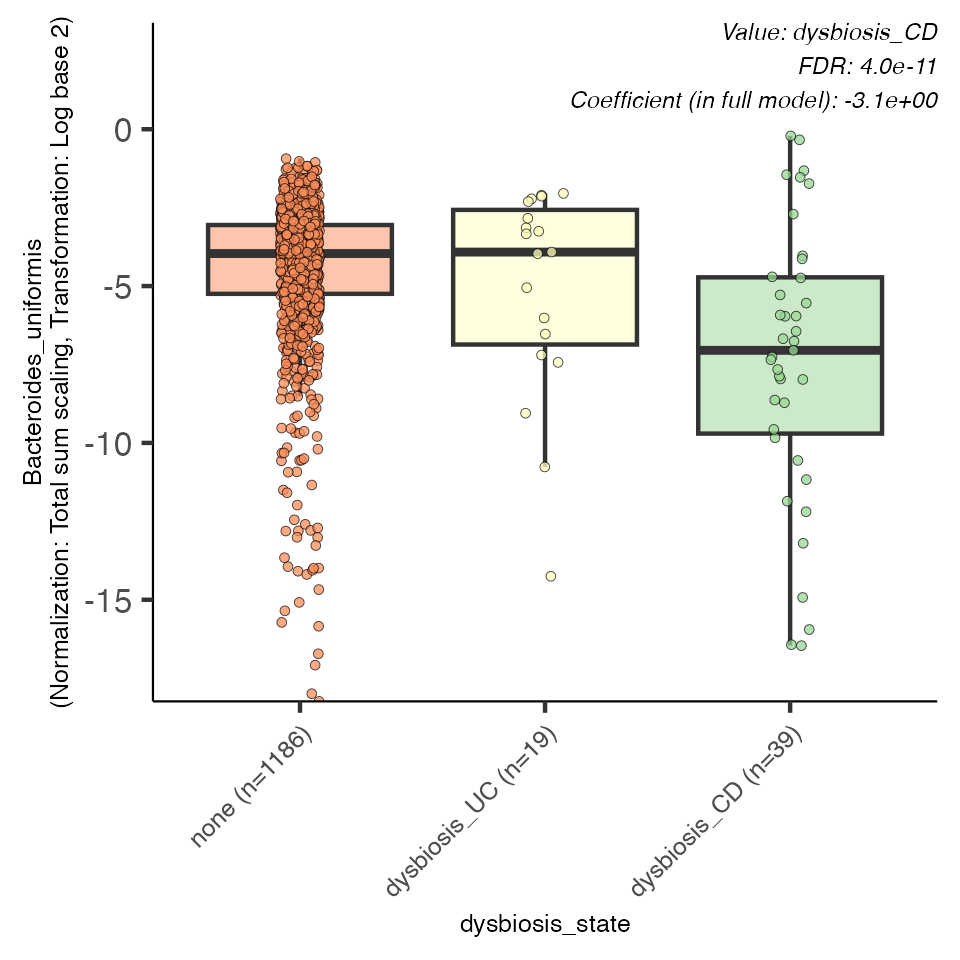 Value: dysbiosis_CD
FDR: 4.0e-11
Coefficient (in full model): -3.1e+00
Bacteroides_uniformis
(Normalization: Total sum scaling, Transformation: Log base 2)
0
-5
-10
-15
none (n=1186)
dysbiosis_UC (n=19)
dysbiosis_CD (n=39)
dysbiosis_state